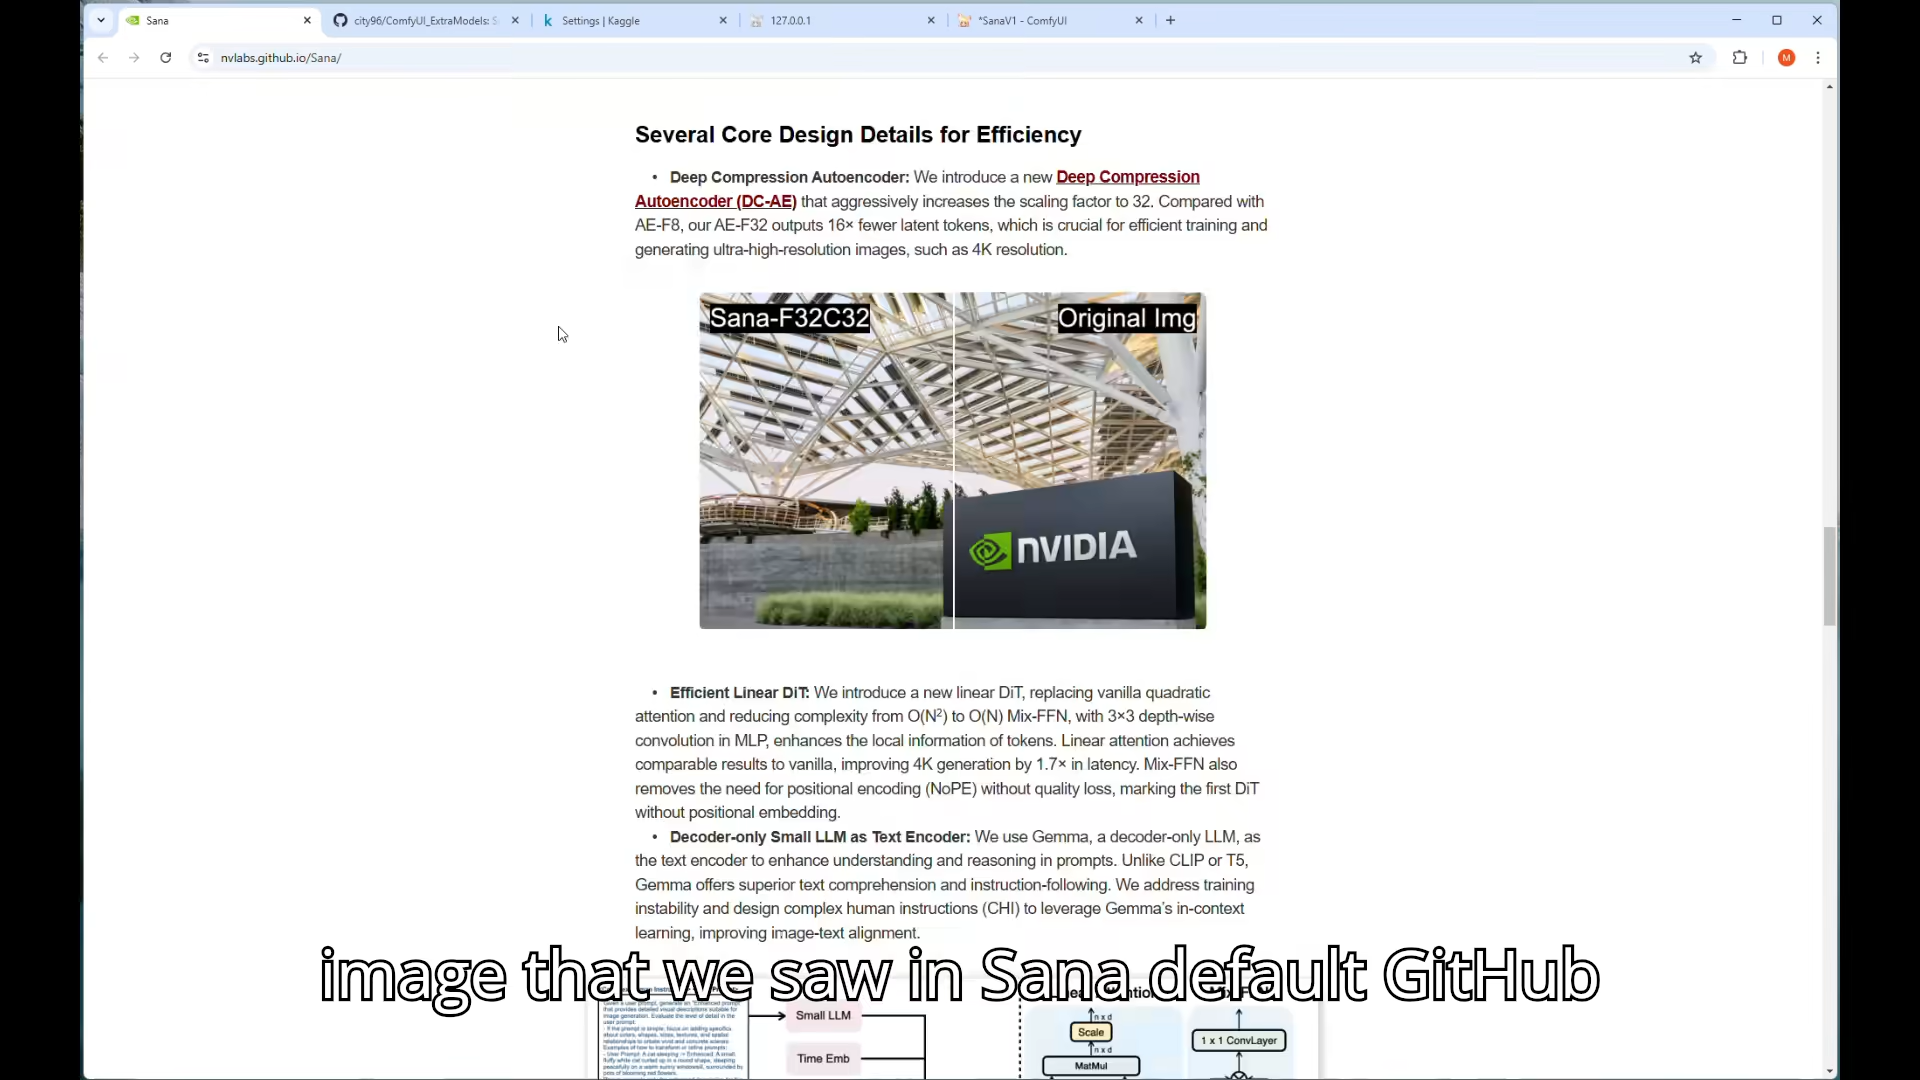 Sana
city96/ComfyUI_ExtraModels: S
Settings | Kaggle
127.0.0.1
*SanaV1 - ComfyUI
nvlabs.github.io/Sana/
M
Several Core Design Details for Efficiency
• Deep Compression Autoencoder: We introduce a new Deep Compression
Autoencoder (DC-AE) that aggressively increases the scaling factor to 32. Compared with
AE-F8, our AE-F32 outputs 16× fewer latent tokens, which is crucial for efficient training and
generating ultra-high-resolution images, such as 4K resolution.
Sana-F32C32
Original Img
NVIDIA
• Efficient Linear DiT: We introduce a new linear DiT, replacing vanilla quadratic
attention and reducing complexity from O(N²) to O(N) Mix-FFN, with 3×3 depth-wise
convolution in MLP, enhances the local information of tokens. Linear attention achieves
comparable results to vanilla, improving 4K generation by 1.7× in latency. Mix-FFN also
removes the need for positional encoding (NoPE) without quality loss, marking the first DiT
without positional embedding.
• Decoder-only Small LLM as Text Encoder: We use Gemma, a decoder-only LLM, as
the text encoder to enhance understanding and reasoning in prompts. Unlike CLIP or T5,
Gemma offers superior text comprehension and instruction-following. We address training
instability and design complex human instructions (CHI) to leverage Gemma's in-context
learning, improving image-text alignment.
image that we saw in Sana default GitHub
Small LLM
Time Emb
n x d
Scale
n x d
MatMul
1 x 1 ConvLayer